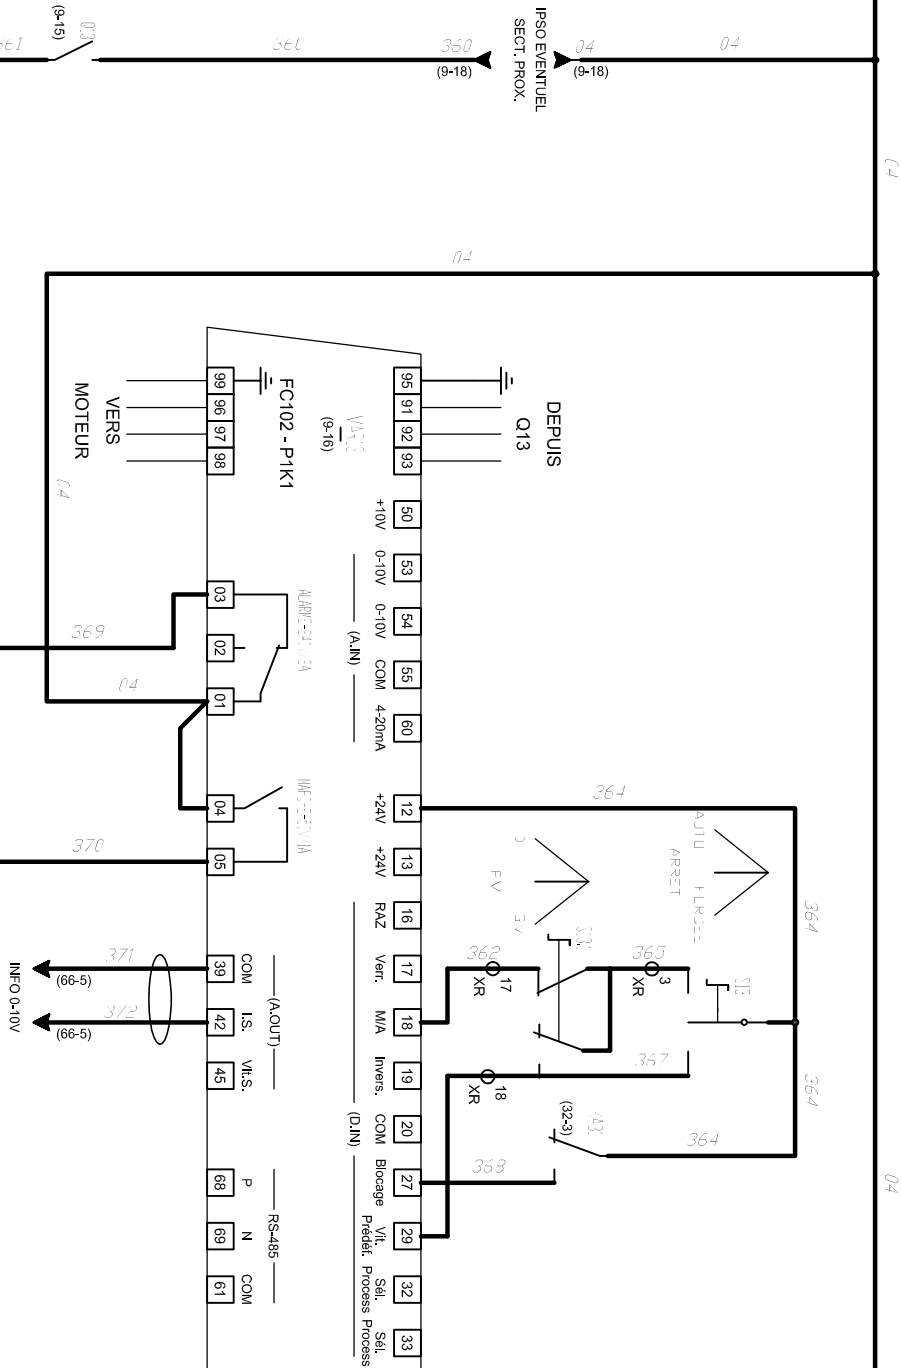 (9-15)
360
360
(9-18)
IPSO EVENTUEL
SECT. PROX.
04
(9-18)
04
04
04
DEPUIS
Q13
95
91
92
93
99
96
97
98
FC102 - P1K1
(9-16)
VERS
MOTEUR
04
50
+10V
53
0-10V
54
0-10V
55
COM
60
4-20mA
(A.IN)
03
02
01
369
04
04
05
370
12
+24V
13
+24V
16
RAZ
17
Verr.
18
M/A
19
Invers.
20
COM
27
Blocage
29
Vit.
Prédéf.
32
Sél.
Process
33
Sél.
Process
(D.IN)
364
364
364
364
ARRET
362
17
XR
365
3
XR
367
18
XR
(32-3)
368
04
39
COM
42
I.S.
45
Vit.S.
(A.OUT)
371
(66-5)
372
(66-5)
INFO 0-10V
68
P
69
N
61
COM
RS-485